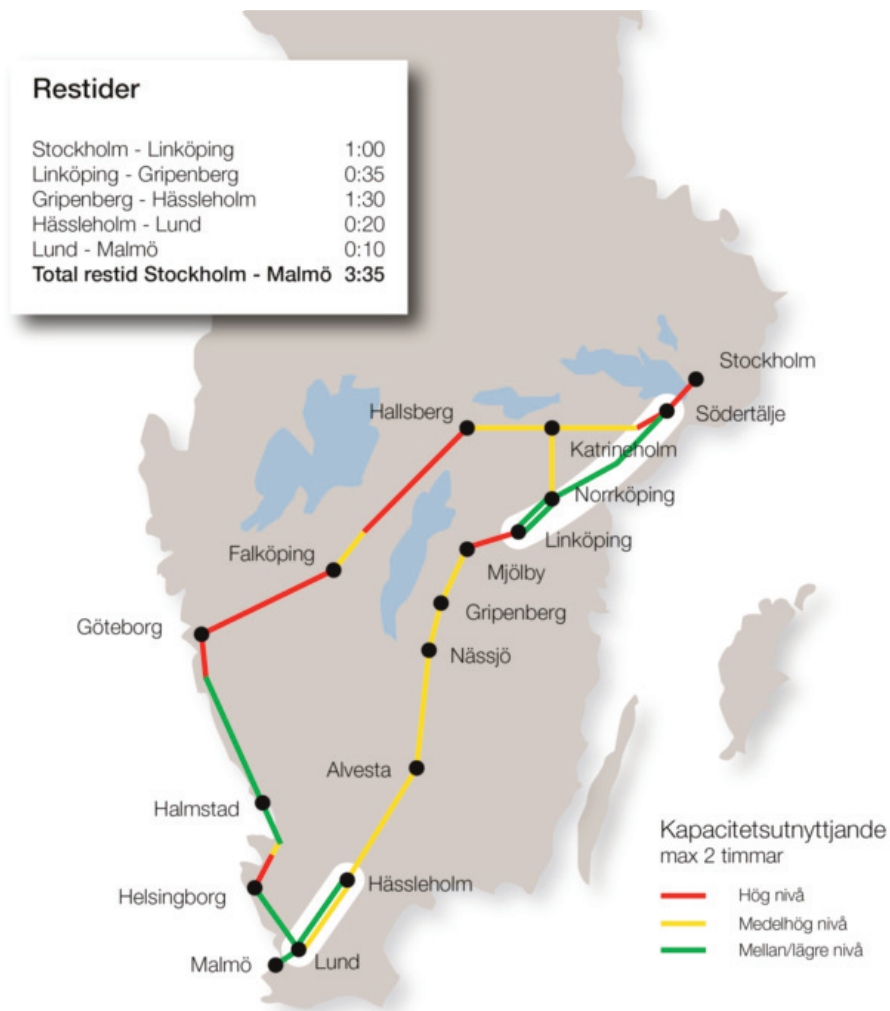 Restider
Stockholm - Linköping 1:00
Linköping - Gripenberg 0:35
Gripenberg - Hässleholm 1:30
Hässleholm - Lund 0:20
Lund - Malmö 0:10
Total restid Stockholm - Malmö 3:35
Stockholm
Södertälje
Hallsberg
Katrineholm
Norrköping
Linköping
Falköping
Mjölby
Gripenberg
Göteborg
Nässjö
Alvesta
Halmstad
Hässleholm
Helsingborg
Malmö
Lund
Kapacitetsutnyttjande
max 2 timmar
Hög nivå
Medelhög nivå
Mellan/lägre nivå